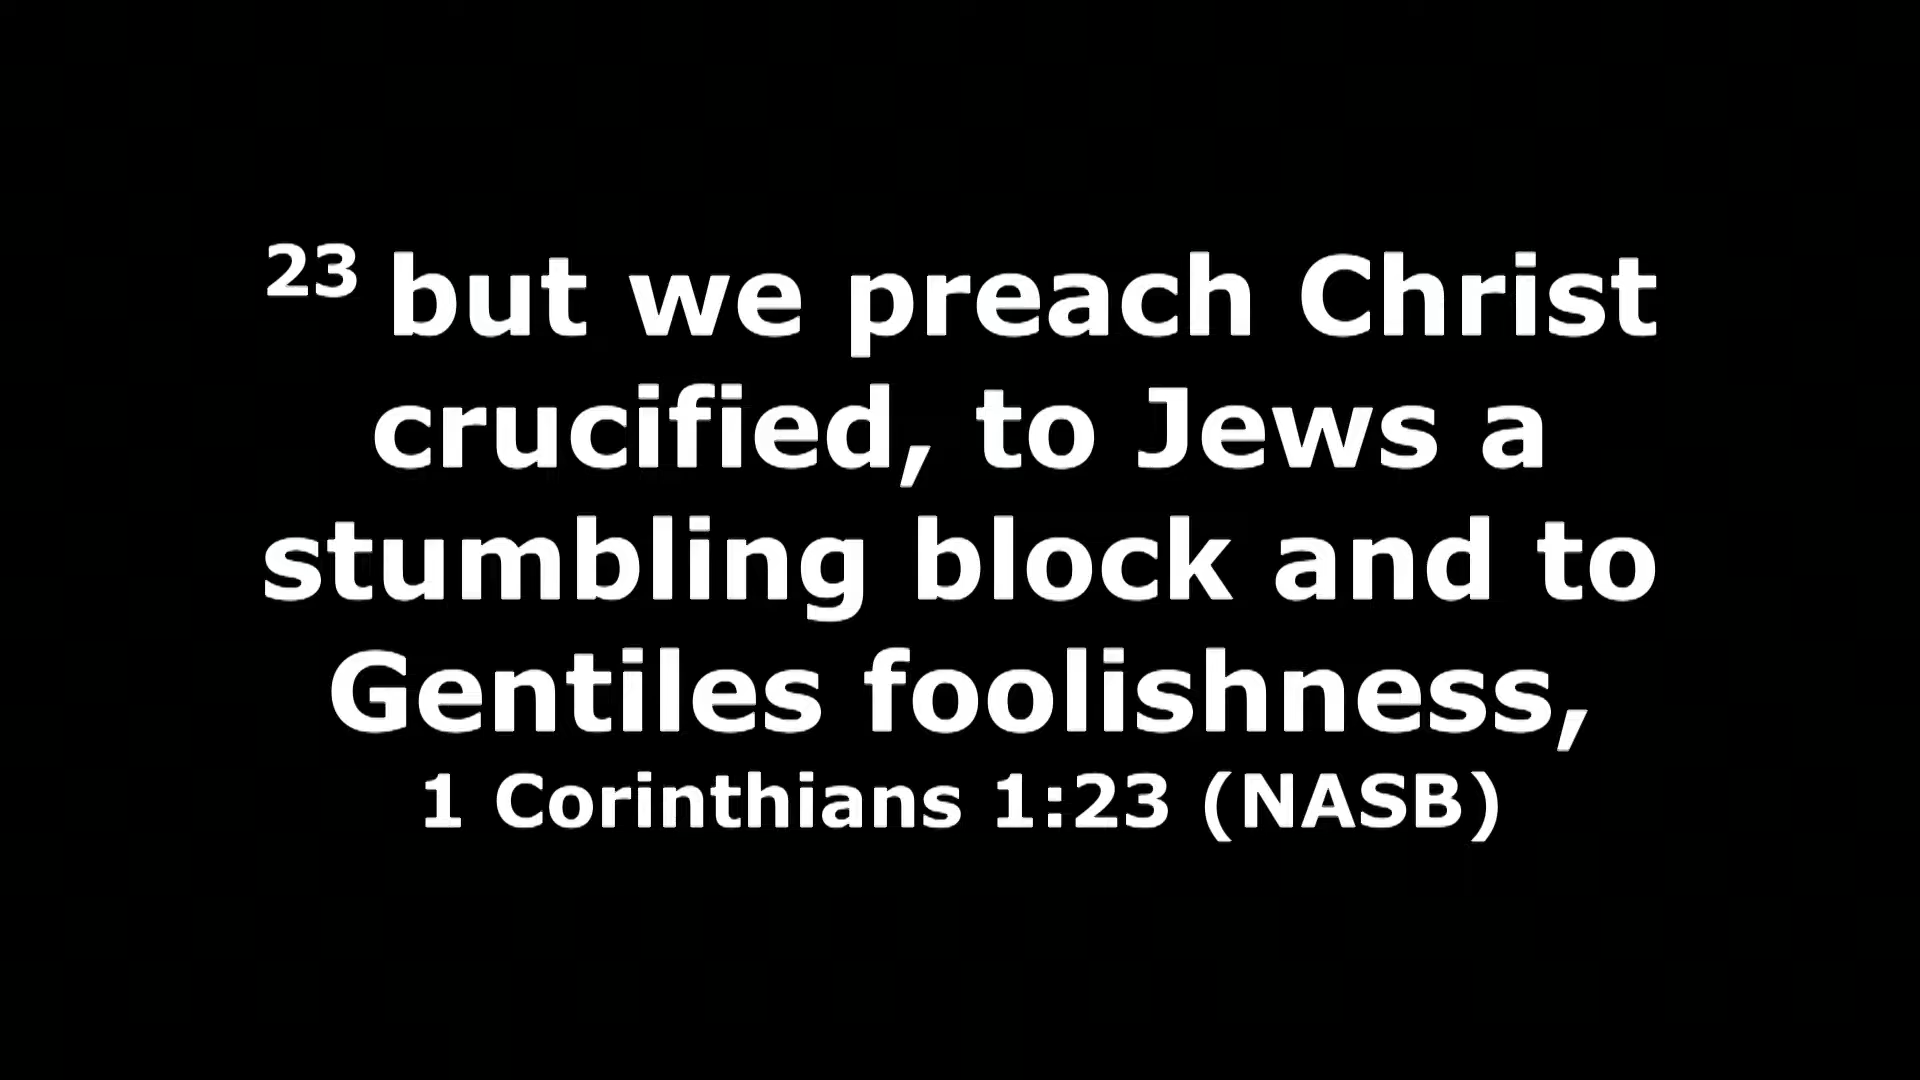 23 but we preach Christ
crucified, to Jews a
stumbling block and to
Gentiles foolishness,
1 Corinthians 1:23 (NASB)